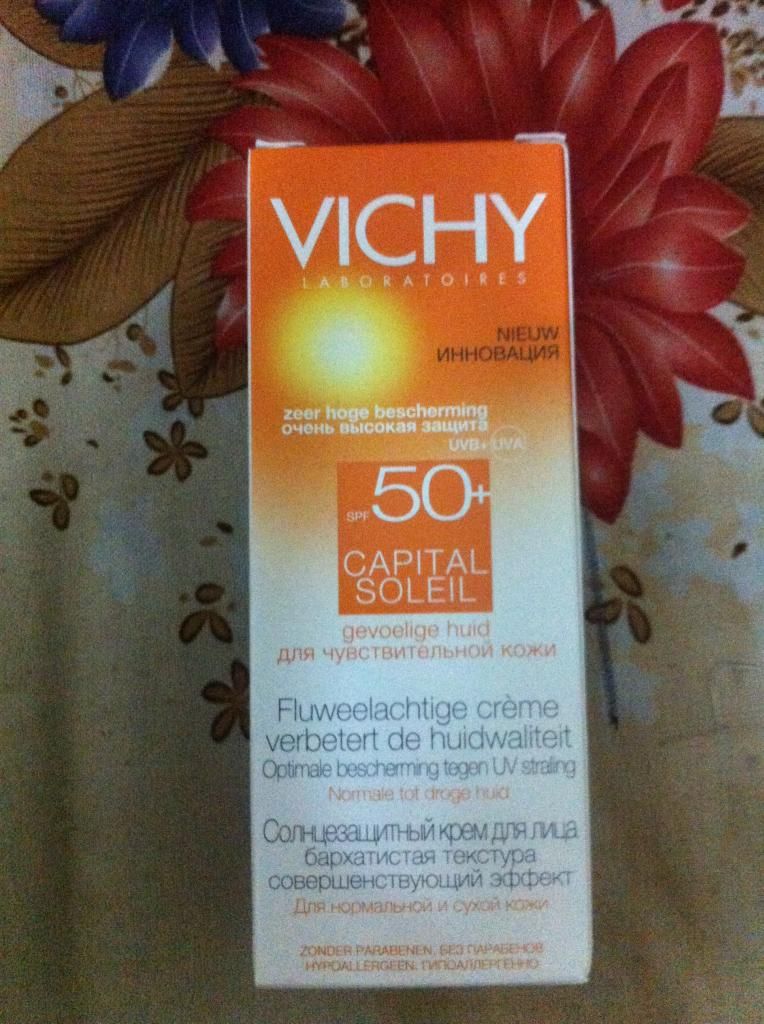 VICHY
LABORATOIRES
NIEUW
ИННОВАЦИЯ
zeer hoge bescherming
очень высокая защита
UVB+UVA
SPF 50+
CAPITAL
SOLEIL
gevoelige huid
для чувствительной кожи
Fluweelachtige crème
verbetert de huidwaliteit
Optimale bescherming tegen UV straling
Normale tot droge huid
Солнцезащитный крем для лица
бархатистая текстура
совершенствующий эффект
Для нормальной и сухой кожи
ZONDER PARABENEN, БЕЗ ПАРАБЕНОВ
HYPOALLERGEEN, ГИПОАЛЛЕРГЕННО